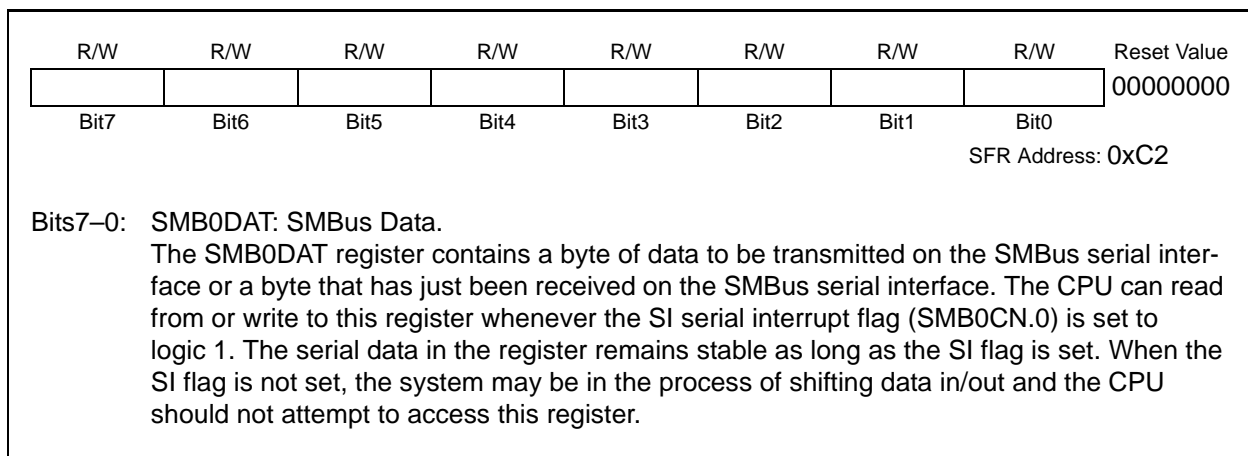 R/W R/W R/W R/W R/W R/W R/W R/W Reset Value
00000000
Bit7 Bit6 Bit5 Bit4 Bit3 Bit2 Bit1 Bit0
SFR Address: 0xC2
Bits7–0: SMB0DAT: SMBus Data.
The SMB0DAT register contains a byte of data to be transmitted on the SMBus serial inter-
face or a byte that has just been received on the SMBus serial interface. The CPU can read
from or write to this register whenever the SI serial interrupt flag (SMB0CN.0) is set to
logic 1. The serial data in the register remains stable as long as the SI flag is set. When the
SI flag is not set, the system may be in the process of shifting data in/out and the CPU
should not attempt to access this register.